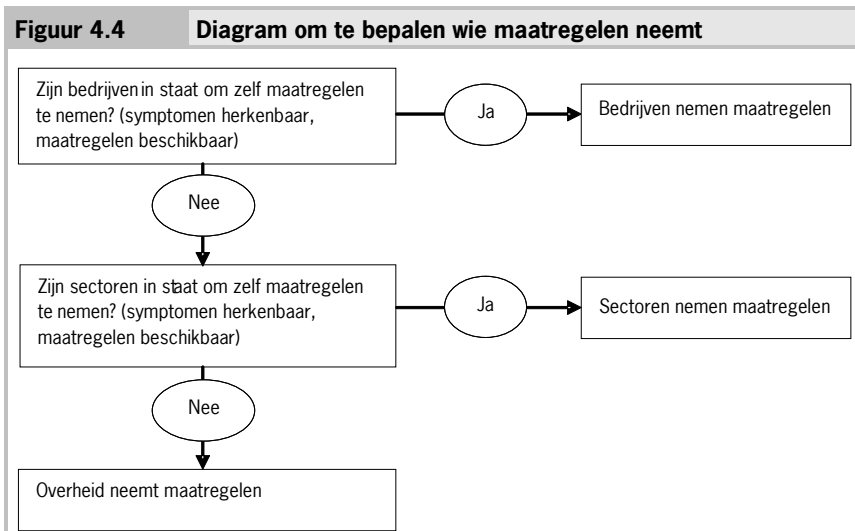 Figuur 4.4 Diagram om te bepalen wie maatregelen neemt
Zijn bedrijven in staat om zelf maatregelen
te nemen? (symptomen herkenbaar,
maatregelen beschikbaar)
Ja
Bedrijven nemen maatregelen
Nee
Zijn sectoren in staat om zelf maatregelen
te nemen? (symptomen herkenbaar,
maatregelen beschikbaar)
Ja
Sectoren nemen maatregelen
Nee
Overheid neemt maatregelen